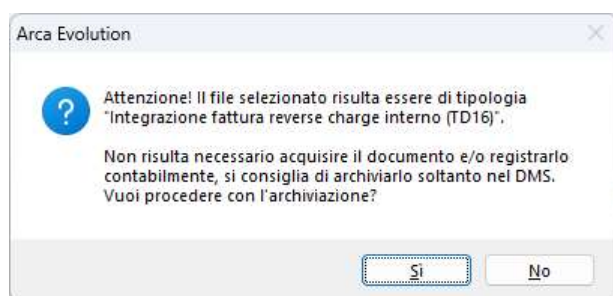 Arca Evolution
Attenzione! Il file selezionato risulta essere di tipologia
"Integrazione fattura reverse charge interno (TD16)".
Non risulta necessario acquisire il documento e/o registrarlo
contabilmente, si consiglia di archiviarlo soltanto nel DMS.
Vuoi procedere con l'archiviazione?
Sì
No